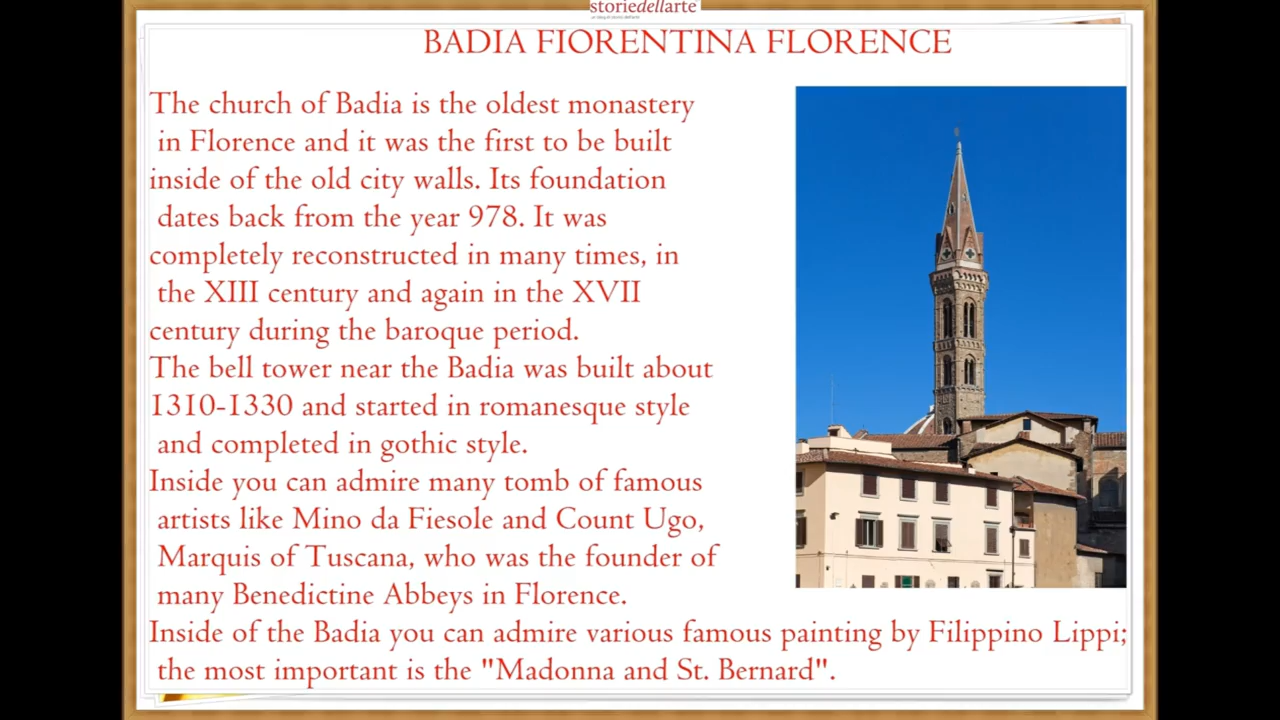 storiedellarte
BADIA FIORENTINA FLORENCE
The church of Badia is the oldest monastery
in Florence and it was the first to be built
inside of the old city walls. Its foundation
dates back from the year 978. It was
completely reconstructed in many times, in
the XIII century and again in the XVII
century during the baroque period.
The bell tower near the Badia was built about
1310-1330 and started in romanesque style
and completed in gothic style.
Inside you can admire many tomb of famous
artists like Mino da Fiesole and Count Ugo,
Marquis of Tuscana, who was the founder of
many Benedictine Abbeys in Florence.
Inside of the Badia you can admire various famous painting by Filippino Lippi;
the most important is the "Madonna and St. Bernard".